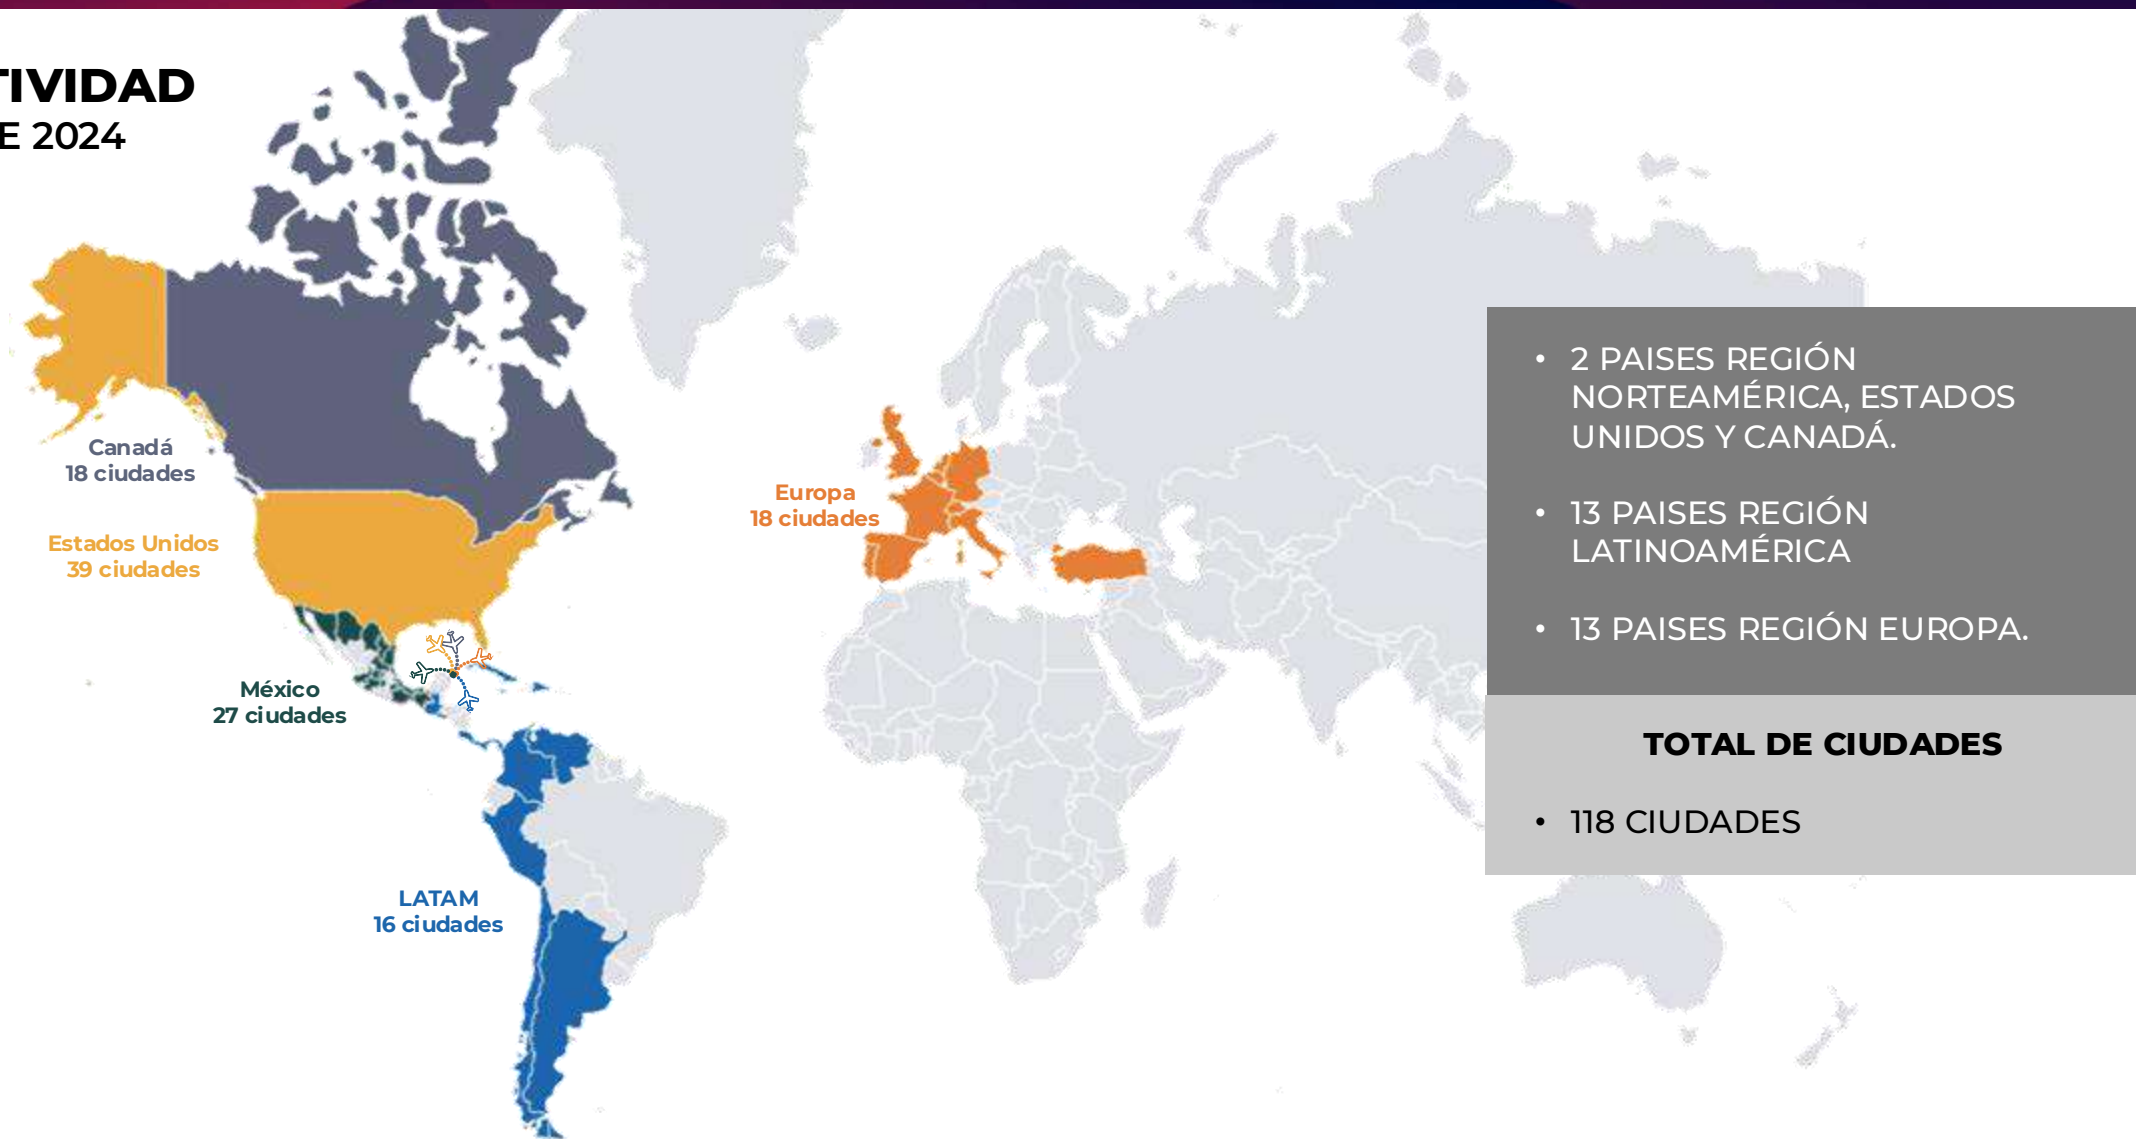 TIVIDAD
E 2024
Canadá
18 ciudades
Estados Unidos
39 ciudades
México
27 ciudades
LATAM
16 ciudades
Europa
18 ciudades
• 2 PAISES REGIÓN
NORTEAMÉRICA, ESTADOS
UNIDOS Y CANADÁ.
• 13 PAISES REGIÓN
LATINOAMÉRICA
• 13 PAISES REGIÓN EUROPA.
TOTAL DE CIUDADES
• 118 CIUDADES